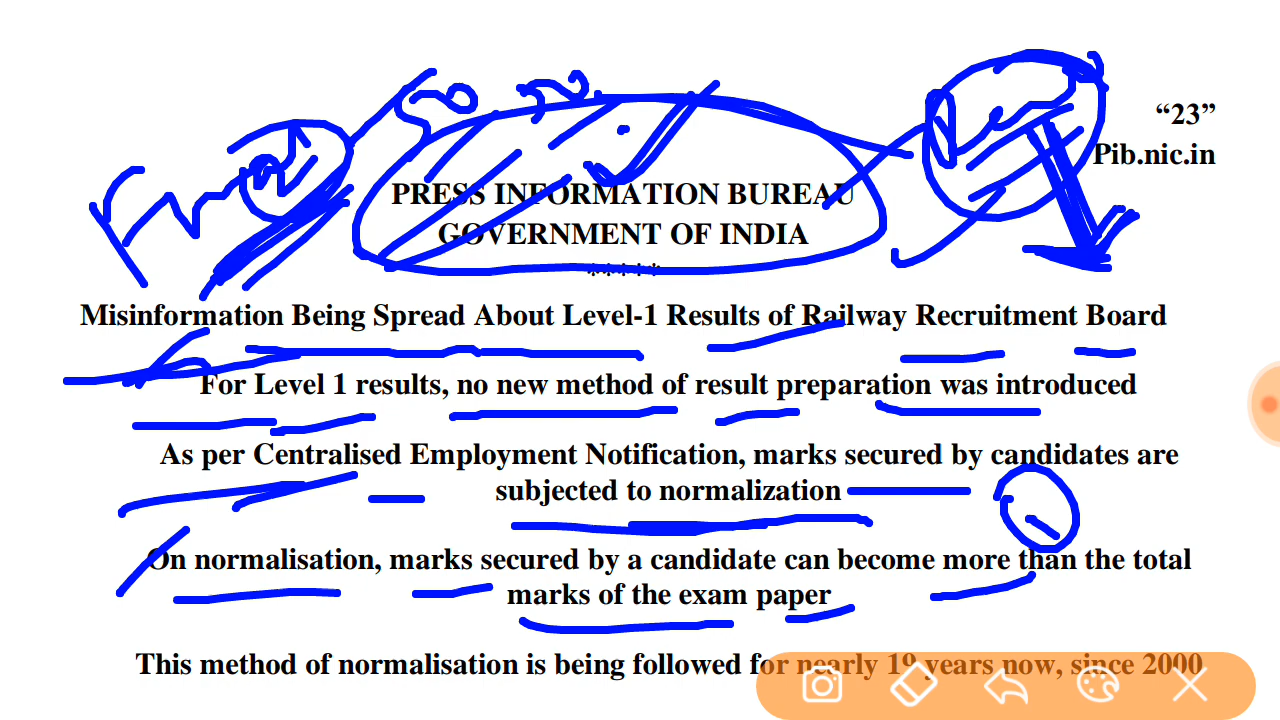 “23”
Pib.nic.in
PRESS INFORMATION BUREAU
GOVERNMENT OF INDIA
*****
Misinformation Being Spread About Level-1 Results of Railway Recruitment Board
For Level 1 results, no new method of result preparation was introduced
As per Centralised Employment Notification, marks secured by candidates are
subjected to normalization
On normalisation, marks secured by a candidate can become more than the total
marks of the exam paper
This method of normalisation is being followed for nearly 19 years now, since 2000